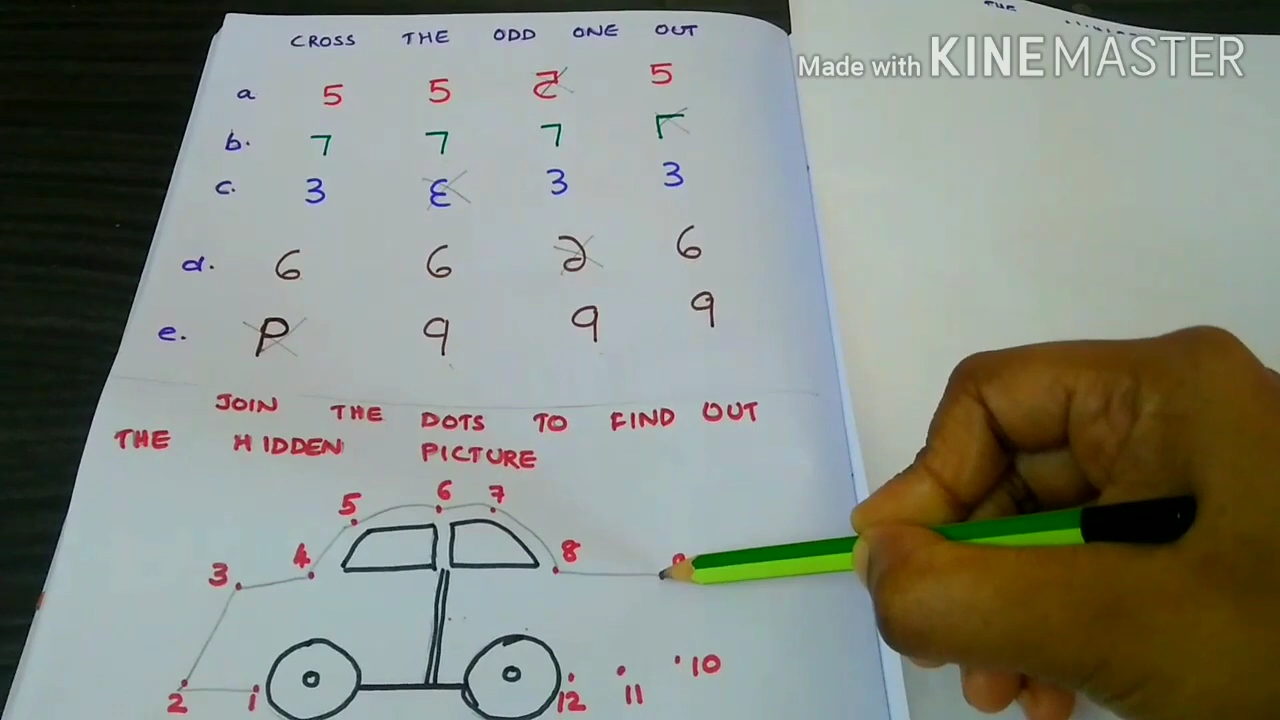 THE
Made with KINEMASTER
CROSS THE ODD ONE OUT
a 5 5 5
b. 7 7 7
c. 3 Ɛ 3 3
d. 6 6 6
e. 9 9 9
JOIN THE DOTS TO FIND OUT
THE HIDDEN PICTURE
5 6 7
4 8
3
10
2 1 12 11